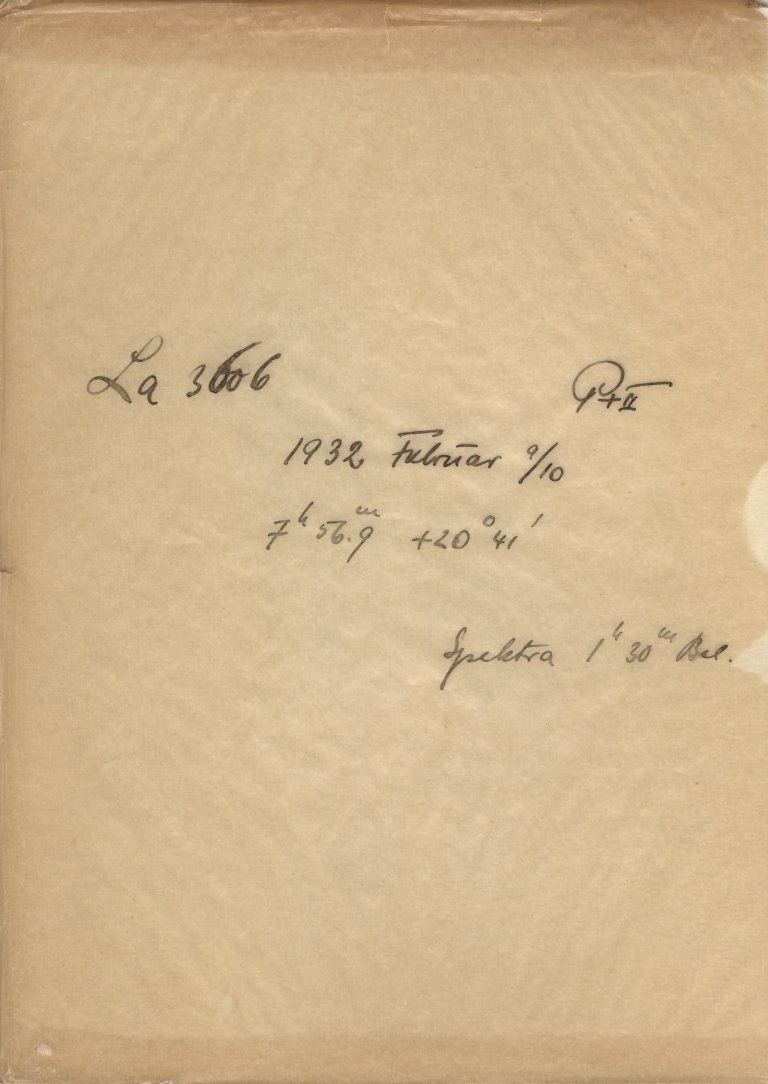 La 3606 P+II
1932 Februar 9/10
7ʰ 56.9ᵐ +20° 41'
Spektra 1ʰ 30ᵐ Bel.